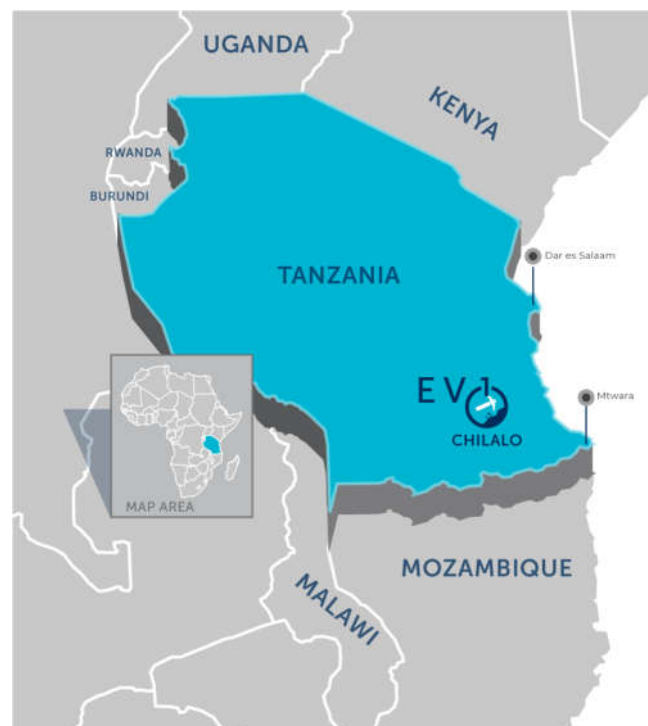 UGANDA
KENYA
RWANDA
BURUNDI
Dar es Salaam
TANZANIA
EV1
Mtwara
CHILALO
MAP AREA
MOZAMBIQUE
MALAWI